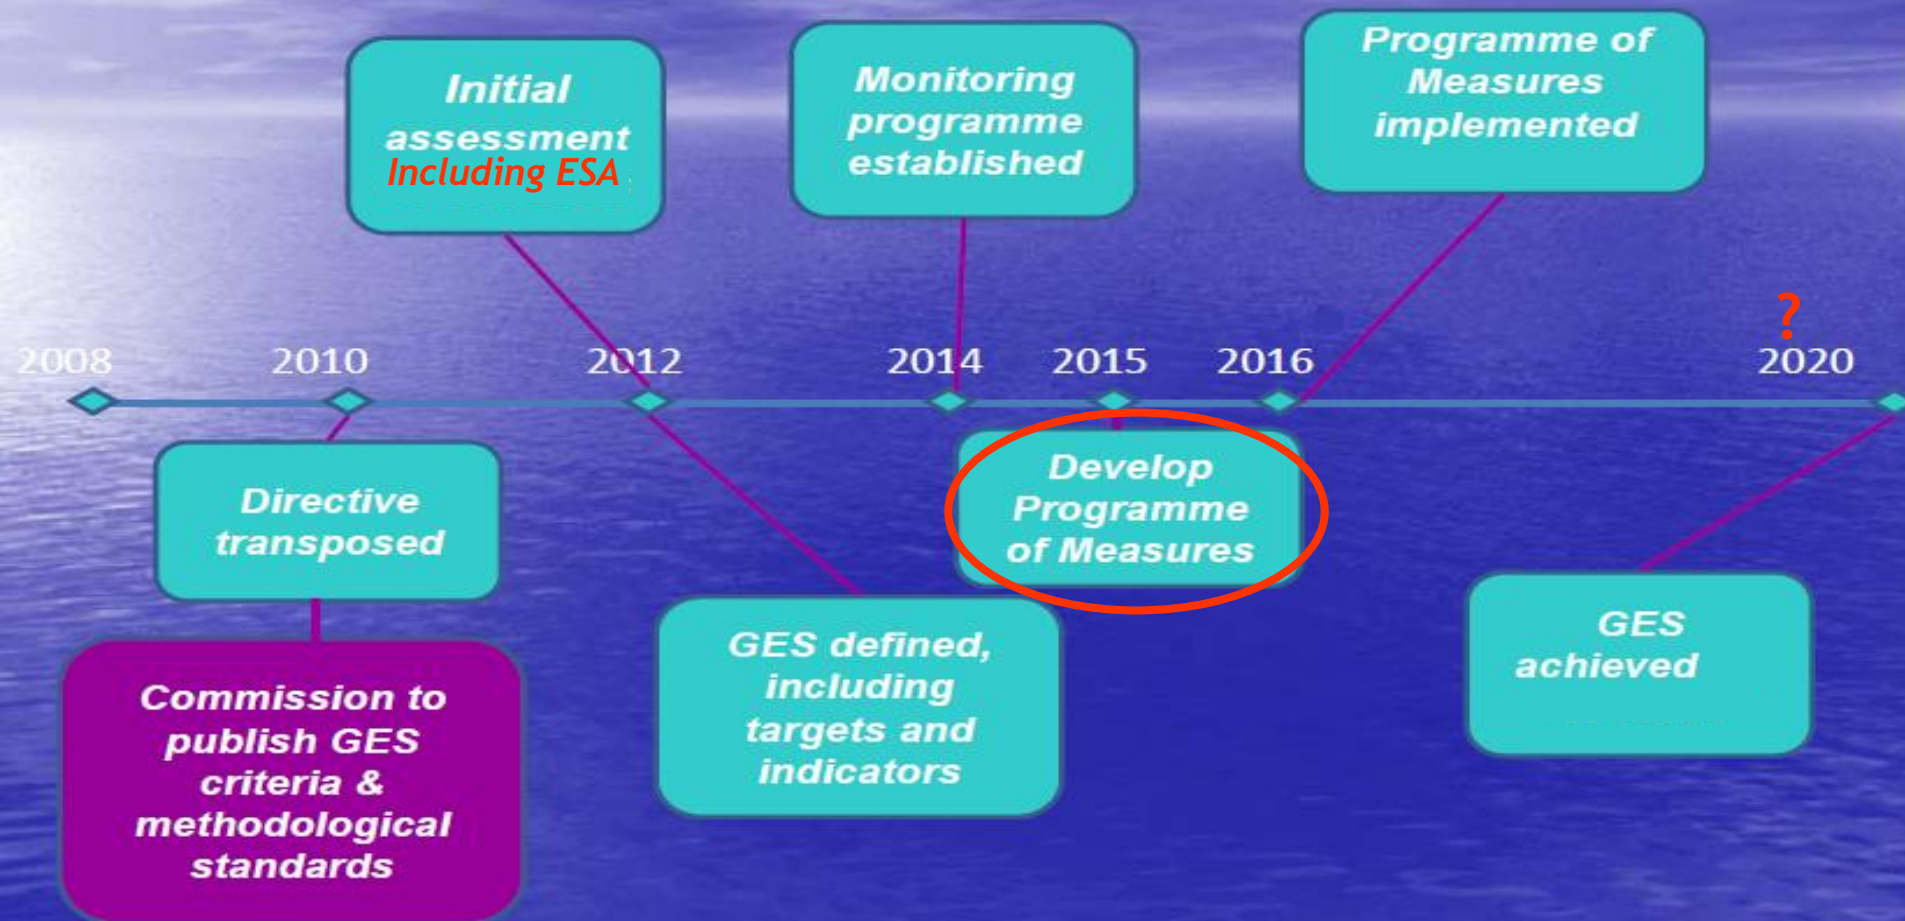 Initial
assessment
Including ESA
Monitoring
programme
established
Programme of
Measures
implemented
?
2008
2010
2012
2014
2015
2016
2020
Directive
transposed
Develop
Programme
of Measures
Commission to
publish GES
criteria &
methodological
standards
GES defined,
including
targets and
indicators
GES
achieved